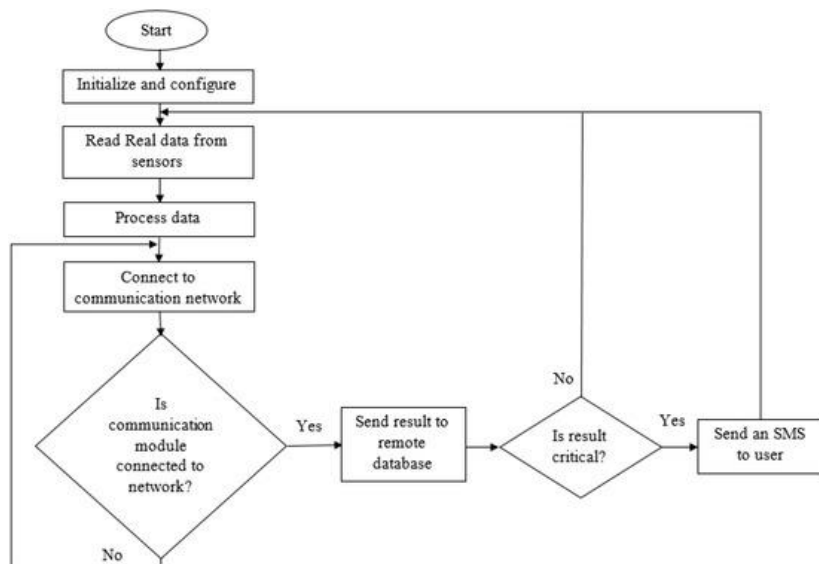 Start
Initialize and configure
Read Real data from
sensors
Process data
Connect to
communication network
Is
communication
module
connected to
network?
Yes
No
Send result to
remote
database
Is result
critical?
No
Yes
Send an SMS
to user